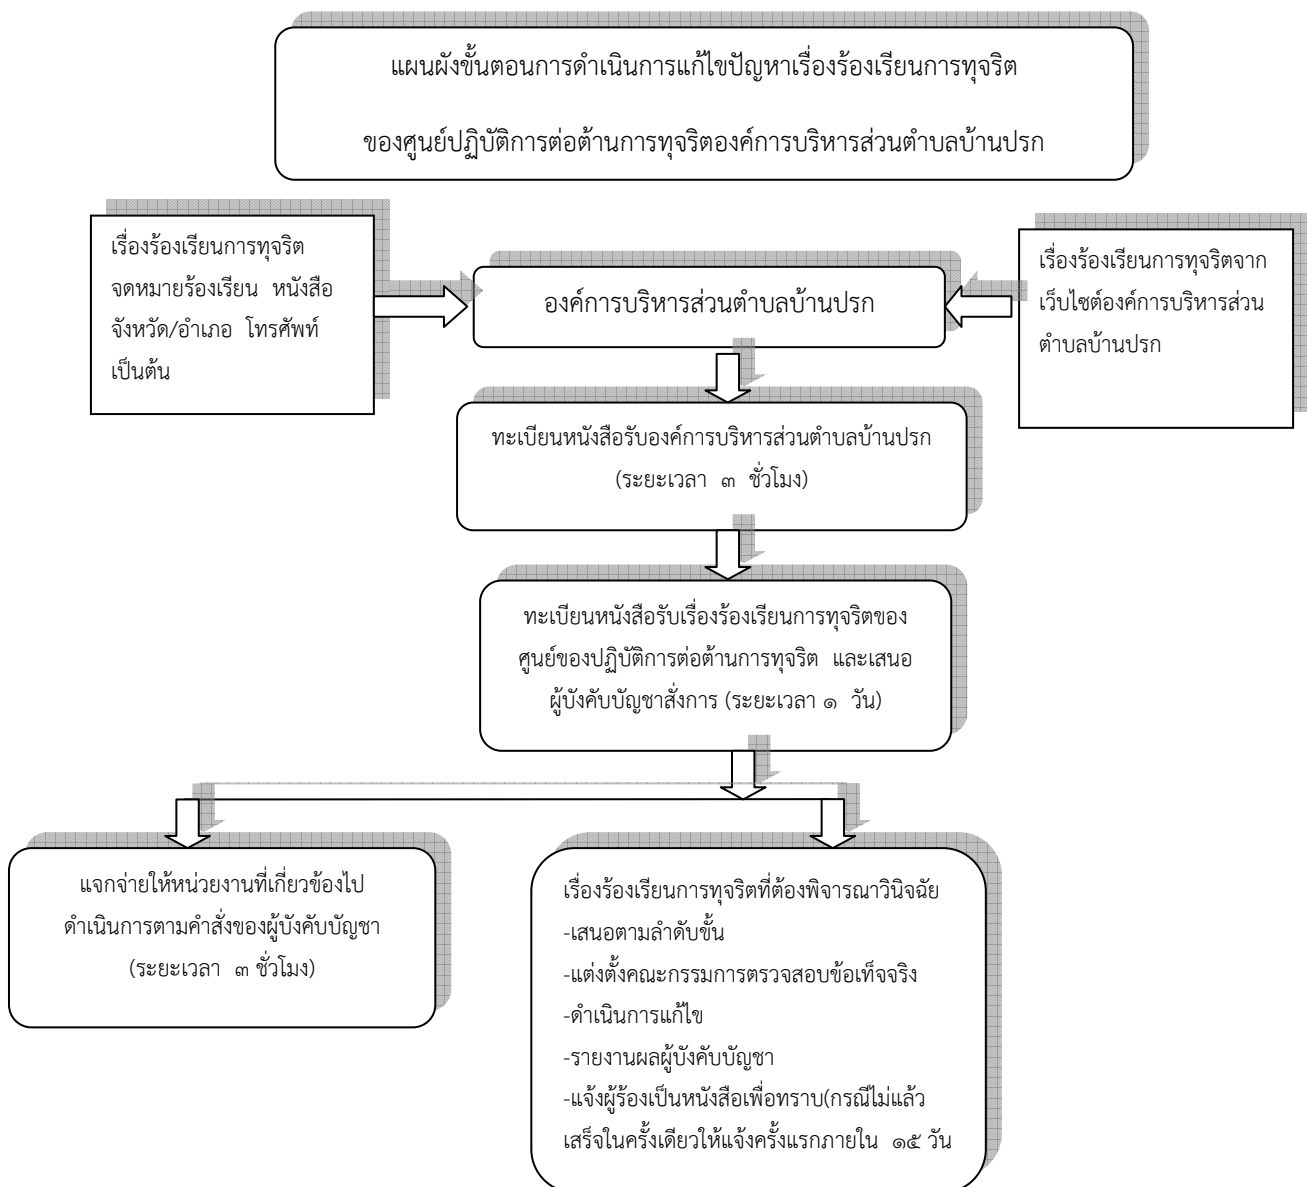 แผนผังขั้นตอนการดำเนินการแก้ไขปัญหาเรื่องร้องเรียนการทุจริต
ของศูนย์ปฏิบัติการต่อต้านการทุจริตองค์การบริหารส่วนตำบลบ้านปรก
เรื่องร้องเรียนการทุจริต
จดหมายร้องเรียน หนังสือ
จังหวัด/อำเภอ โทรศัพท์
เป็นต้น
องค์การบริหารส่วนตำบลบ้านปรก
เรื่องร้องเรียนการทุจริตจาก
เว็บไซต์องค์การบริหารส่วน
ตำบลบ้านปรก
ทะเบียนหนังสือรับองค์การบริหารส่วนตำบลบ้านปรก
(ระยะเวลา ๓ ชั่วโมง)
ทะเบียนหนังสือรับเรื่องร้องเรียนการทุจริตของ
ศูนย์ของปฏิบัติการต่อต้านการทุจริต และเสนอ
ผู้บังคับบัญชาสั่งการ (ระยะเวลา ๑ วัน)
แจกจ่ายให้หน่วยงานที่เกี่ยวข้องไป
ดำเนินการตามคำสั่งของผู้บังคับบัญชา
(ระยะเวลา ๓ ชั่วโมง)
เรื่องร้องเรียนการทุจริตที่ต้องพิจารณาวินิจฉัย
-เสนอตามลำดับขั้น
-แต่งตั้งคณะกรรมการตรวจสอบข้อเท็จจริง
-ดำเนินการแก้ไข
-รายงานผลผู้บังคับบัญชา
-แจ้งผู้ร้องเป็นหนังสือเพื่อทราบ(กรณีไม่แล้ว
เสร็จในครั้งเดียวให้แจ้งครั้งแรกภายใน ๑๕ วัน